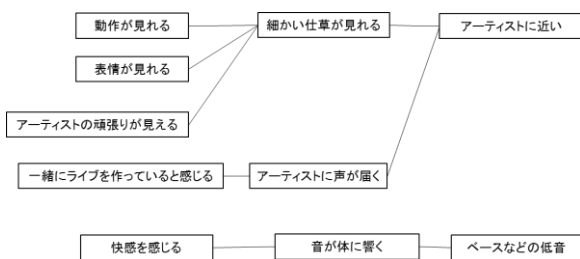 動作が見れる
細かい仕草が見れる
アーティストに近い
表情が見れる
アーティストの頑張りが見える
一緒にライブを作っていると感じる
アーティストに声が届く
快感を感じる
音が体に響く
ベースなどの低音